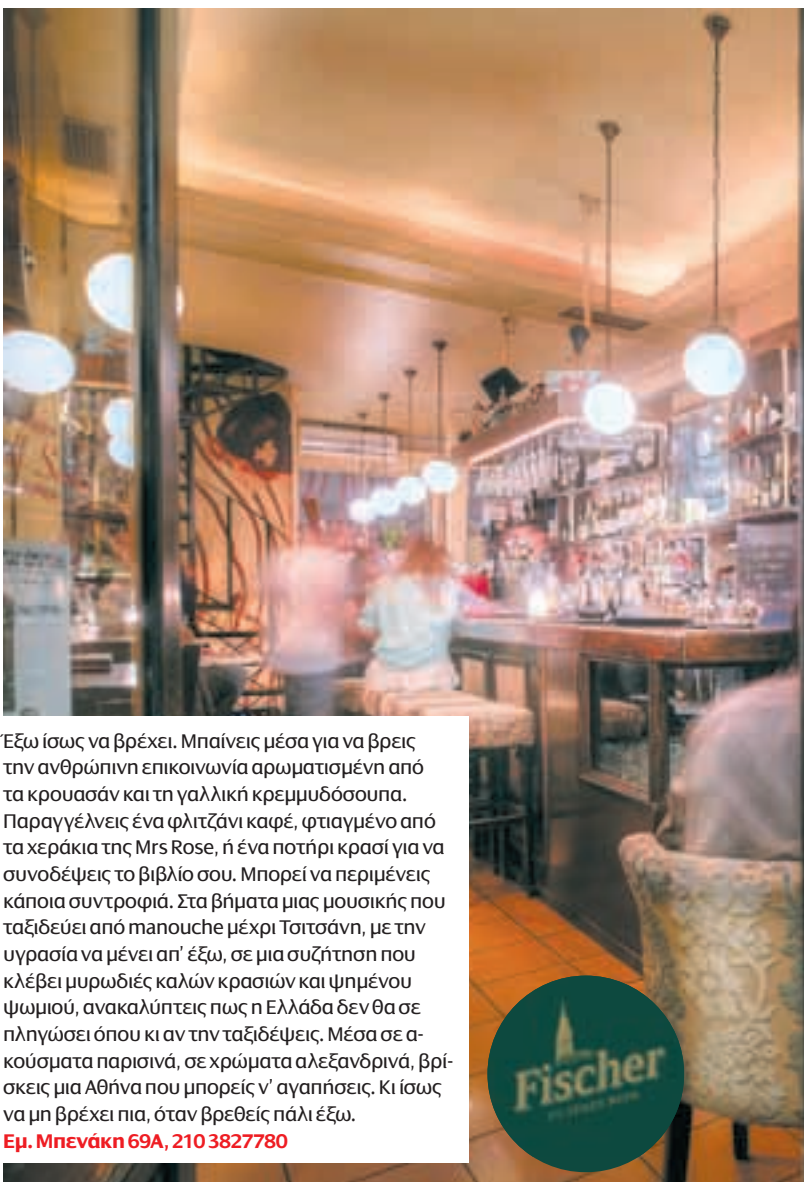 Έξω ίσως να βρέχει. Μπαίνεις μέσα για να βρεις
την ανθρώπινη επικοινωνία αρωματισμένη από
τα κρουασάν και τη γαλλική κρεμμυδόσουπα.
Παραγγέλνεις ένα φλιτζάνι καφέ, φτιαγμένο από
τα χεράκια της Mrs Rose, ή ένα ποτήρι κρασί για να
συνοδέψεις το βιβλίο σου. Μπορεί να περιμένεις
κάποια συντροφιά. Στα βήματα μιας μουσικής που
ταξιδεύει από manouche μέχρι Τσιτσάνη, με την
υγρασία να μένει απ’ έξω, σε μια συζήτηση που
κλέβει μυρωδιές καλών κρασιών και ψημένου
ψωμιού, ανακαλύπτεις πως η Ελλάδα δεν θα σε
πληγώσει όπου κι αν την ταξιδέψεις. Μέσα σε α-
κούσματα παρισινά, σε χρώματα αλεξανδρινά, βρί-
σκεις μια Αθήνα που μπορείς ν’ αγαπήσεις. Κι ίσως
να μη βρέχει πια, όταν βρεθείς πάλι έξω.
Εμ. Μπενάκη 69Α, 210 3827780
Fischer